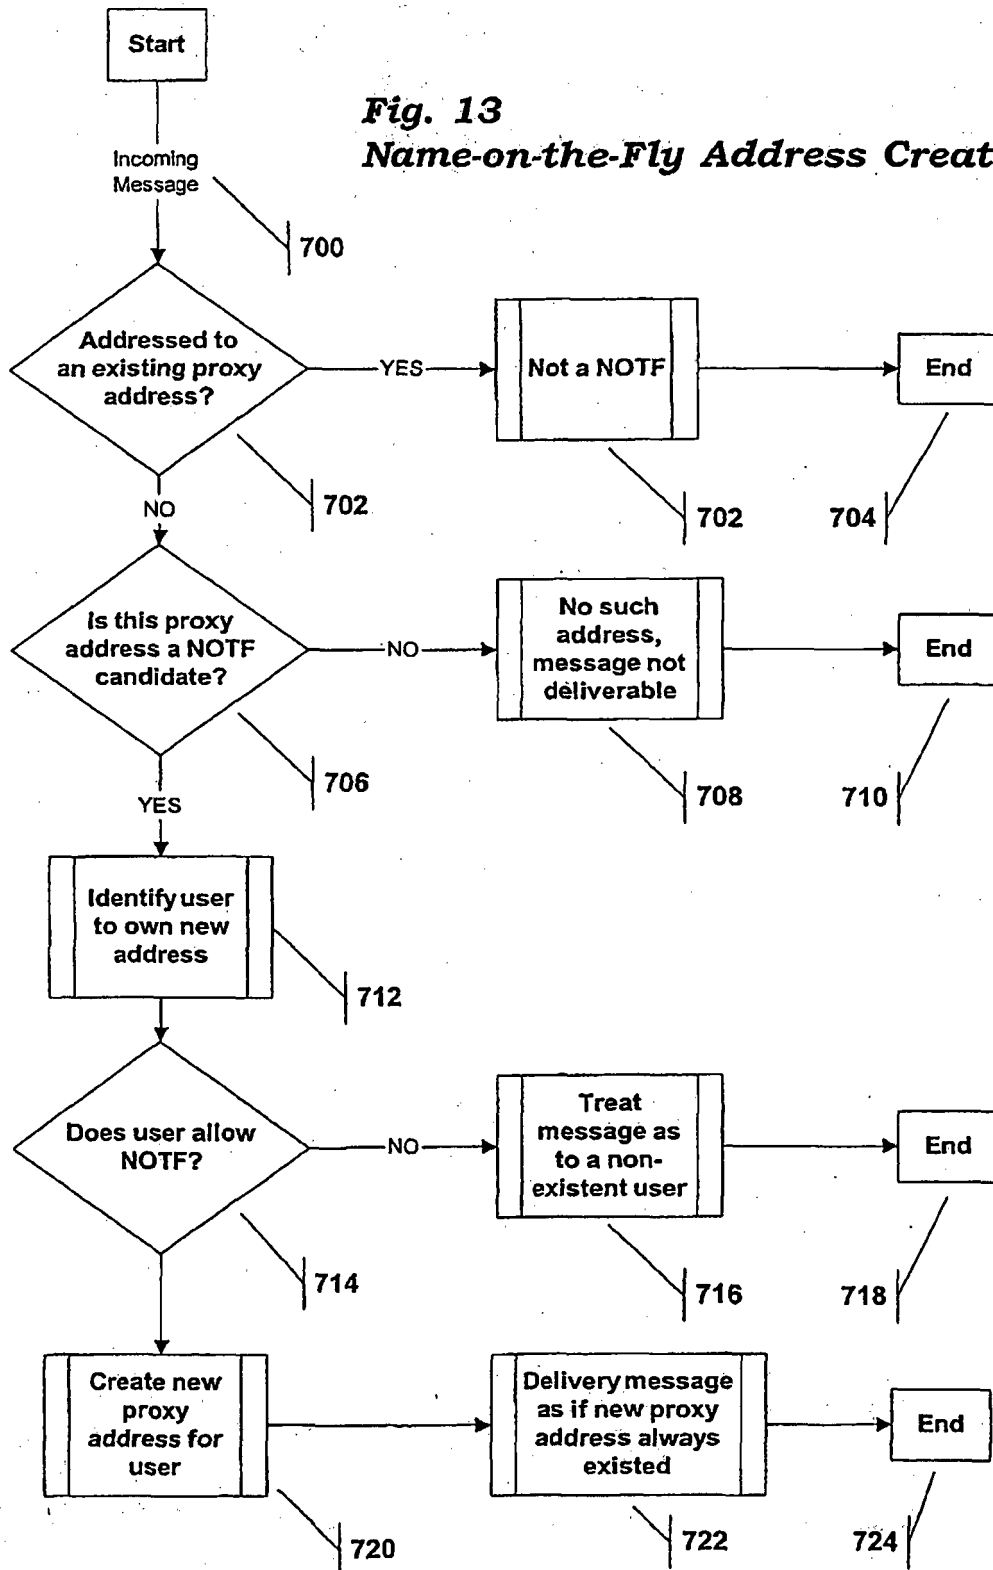 Start
Fig. 13
Name-on-the-Fly Address Creat
Incoming
Message
700
Addressed to
an existing proxy
address?
YES
Not a NOTF
End
702
702
704
NO
Is this proxy
address a NOTF
candidate?
NO
No such
address,
message not
deliverable
End
706
708
710
YES
Identify user
to own new
address
712
Does user allow
NOTF?
NO
Treat
message as
to a non-
existent user
End
714
716
718
Create new
proxy
address for
user
Delivery message
as if new proxy
address always
existed
End
720
722
724